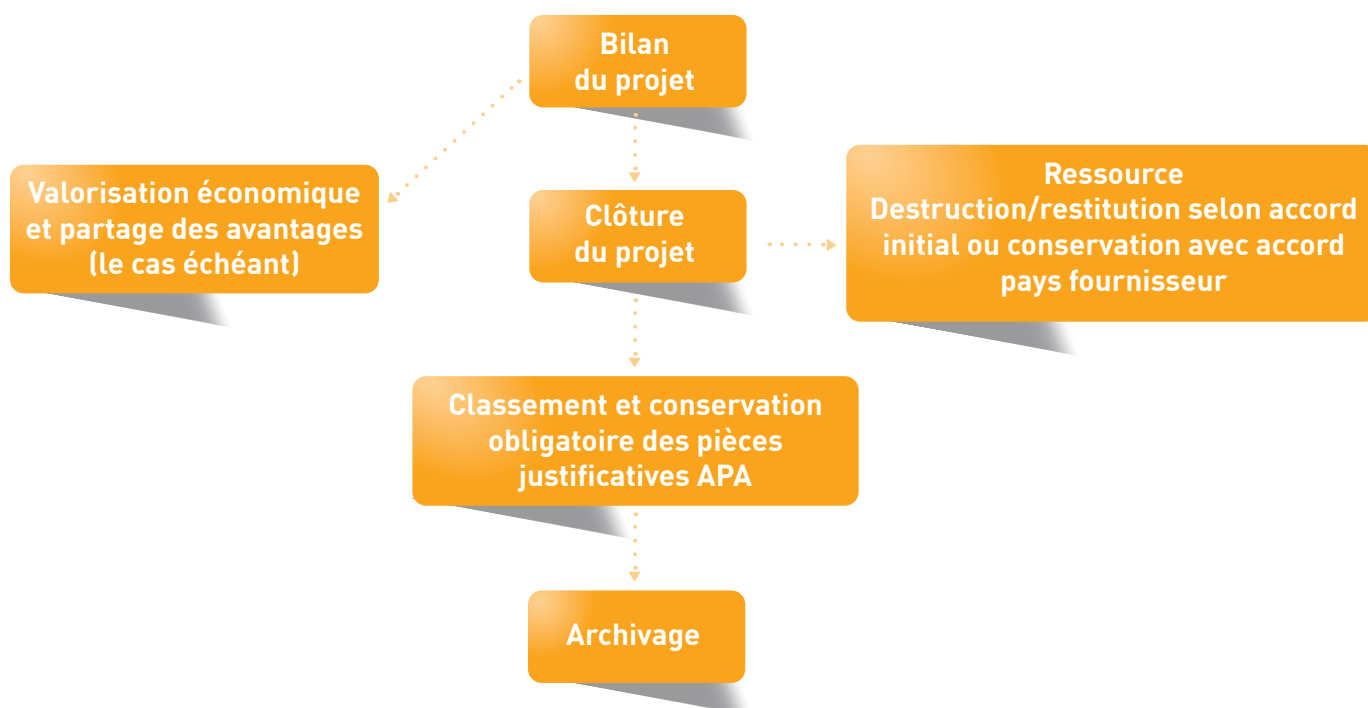 Bilan
du projet
Valorisation économique
et partage des avantages
(le cas échéant)
Clôture
du projet
Ressource
Destruction/restitution selon accord
initial ou conservation avec accord
pays fournisseur
Classement et conservation
obligatoire des pièces
justificatives APA
Archivage